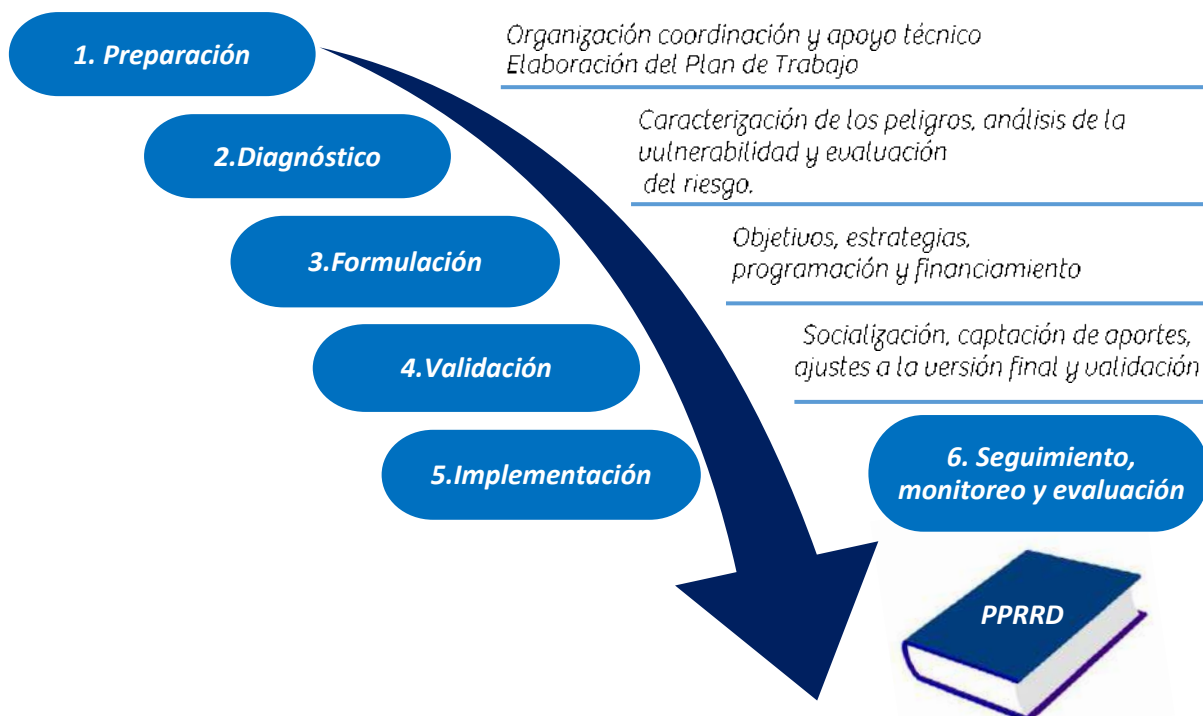 1. Preparación
Organización coordinación y apoyo técnico
Elaboración del Plan de Trabajo
2.Diagnóstico
Caracterización de los peligros, análisis de la
vulnerabilidad y evaluación
del riesgo.
3.Formulación
Objetivos, estrategias,
programación y financiamiento
4.Validación
Socialización, captación de aportes,
ajustes a la versión final y validación
5.Implementación
6. Seguimiento,
monitoreo y evaluación
PPRRD